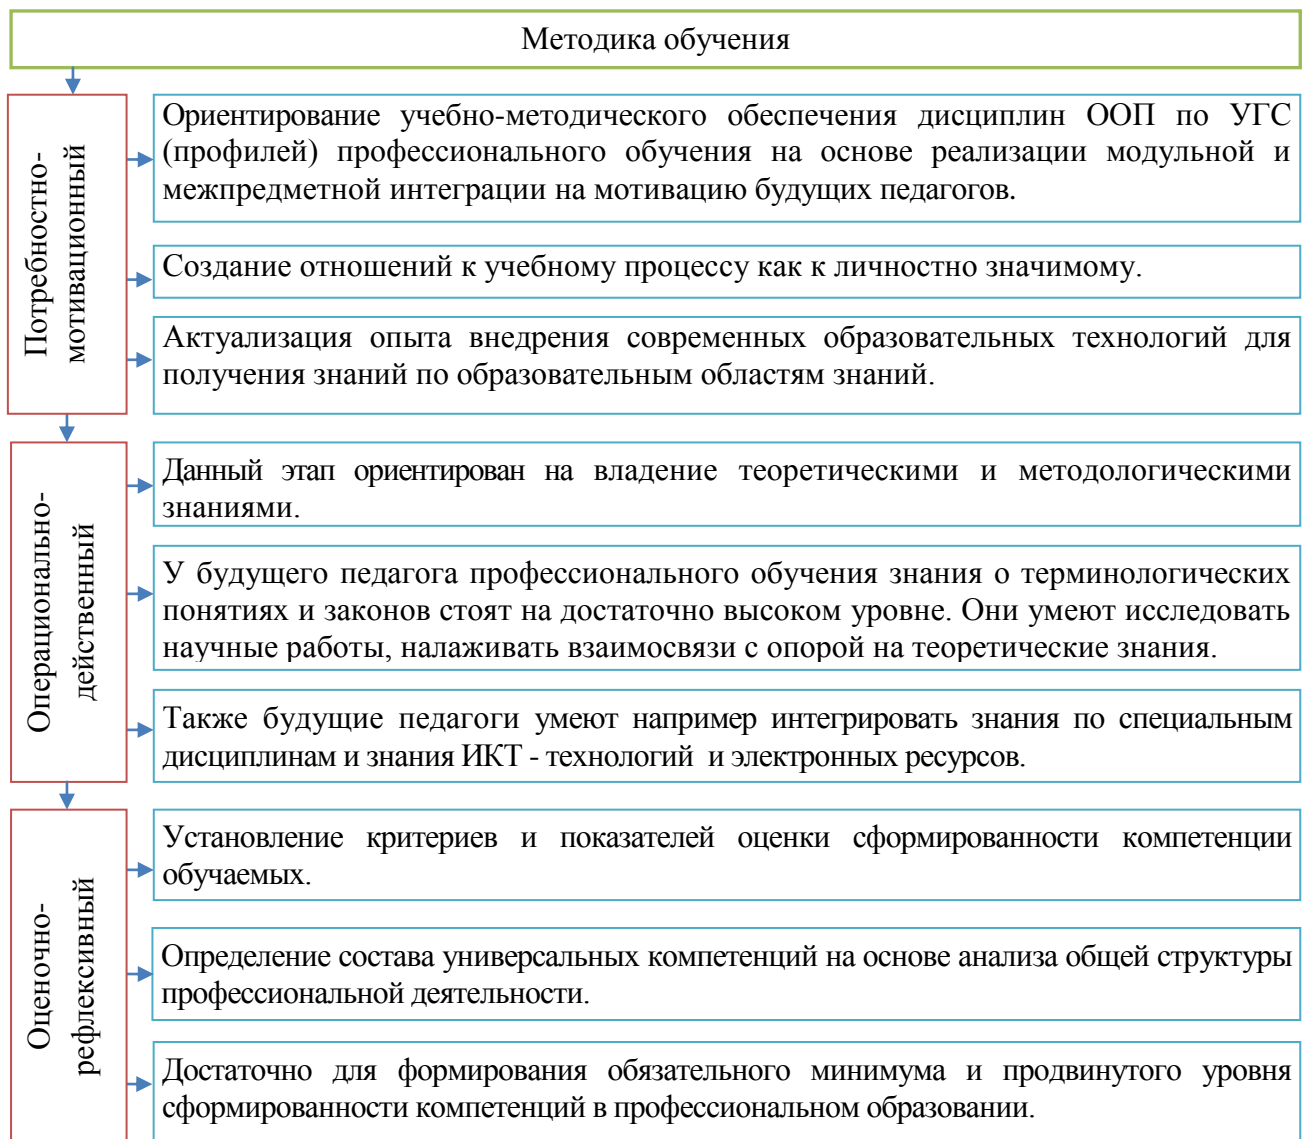 Методика обучения
Потребностно-
мотивационный
Ориентирование учебно-методического обеспечения дисциплин ООП по УГС
(профилей) профессионального обучения на основе реализации модульной и
межпредметной интеграции на мотивацию будущих педагогов.
Создание отношений к учебному процессу как к личностно значимому.
Актуализация опыта внедрения современных образовательных технологий для
получения знаний по образовательным областям знаний.
Операционально-
действенный
Данный этап ориентирован на владение теоретическими и методологическими
знаниями.
У будущего педагога профессионального обучения знания о терминологических
понятиях и законов стоят на достаточно высоком уровне. Они умеют исследовать
научные работы, налаживать взаимосвязи с опорой на теоретические знания.
Также будущие педагоги умеют например интегрировать знания по специальным
дисциплинам и знания ИКТ - технологий и электронных ресурсов.
Оценочно-
рефлексивный
Установление критериев и показателей оценки сформированности компетенции
обучаемых.
Определение состава универсальных компетенций на основе анализа общей структуры
профессиональной деятельности.
Достаточно для формирования обязательного минимума и продвинутого уровня
сформированности компетенций в профессиональном образовании.